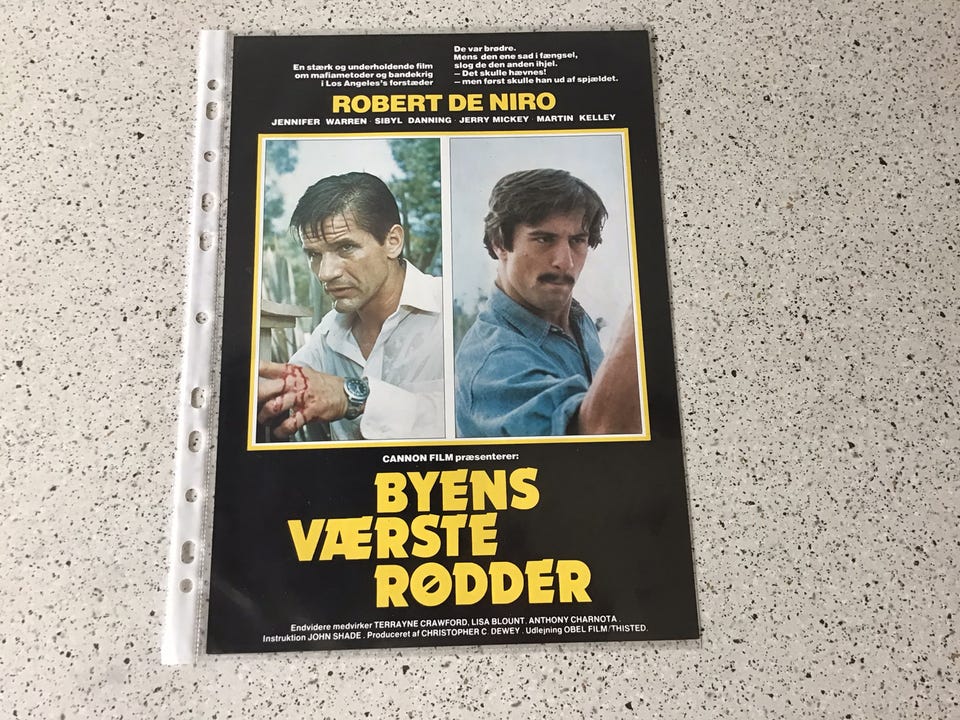 En stærk og underholdende film
om mafiametoder og bandekrig
i Los Angeles's forstæder
De var brødre.
Mens den ene sad i fængsel,
slog de den anden ihjel.
— Det skulle hævnes!
— men først skulle han ud af spjældet.
ROBERT DE NIRO
JENNIFER WARREN · SIBYL DANNING · JERRY MICKEY · MARTIN KELLEY
CANNON FILM præsenterer:
BYENS
VÆRSTE
RØDDER
Endvidere medvirker TERRAYNE CRAWFORD, LISA BLOUNT, ANTHONY CHARNOTA.
Instruktion JOHN SHADE. Produceret af CHRISTOPHER C. DEWEY. Udlejning OBEL FILM/THISTED.